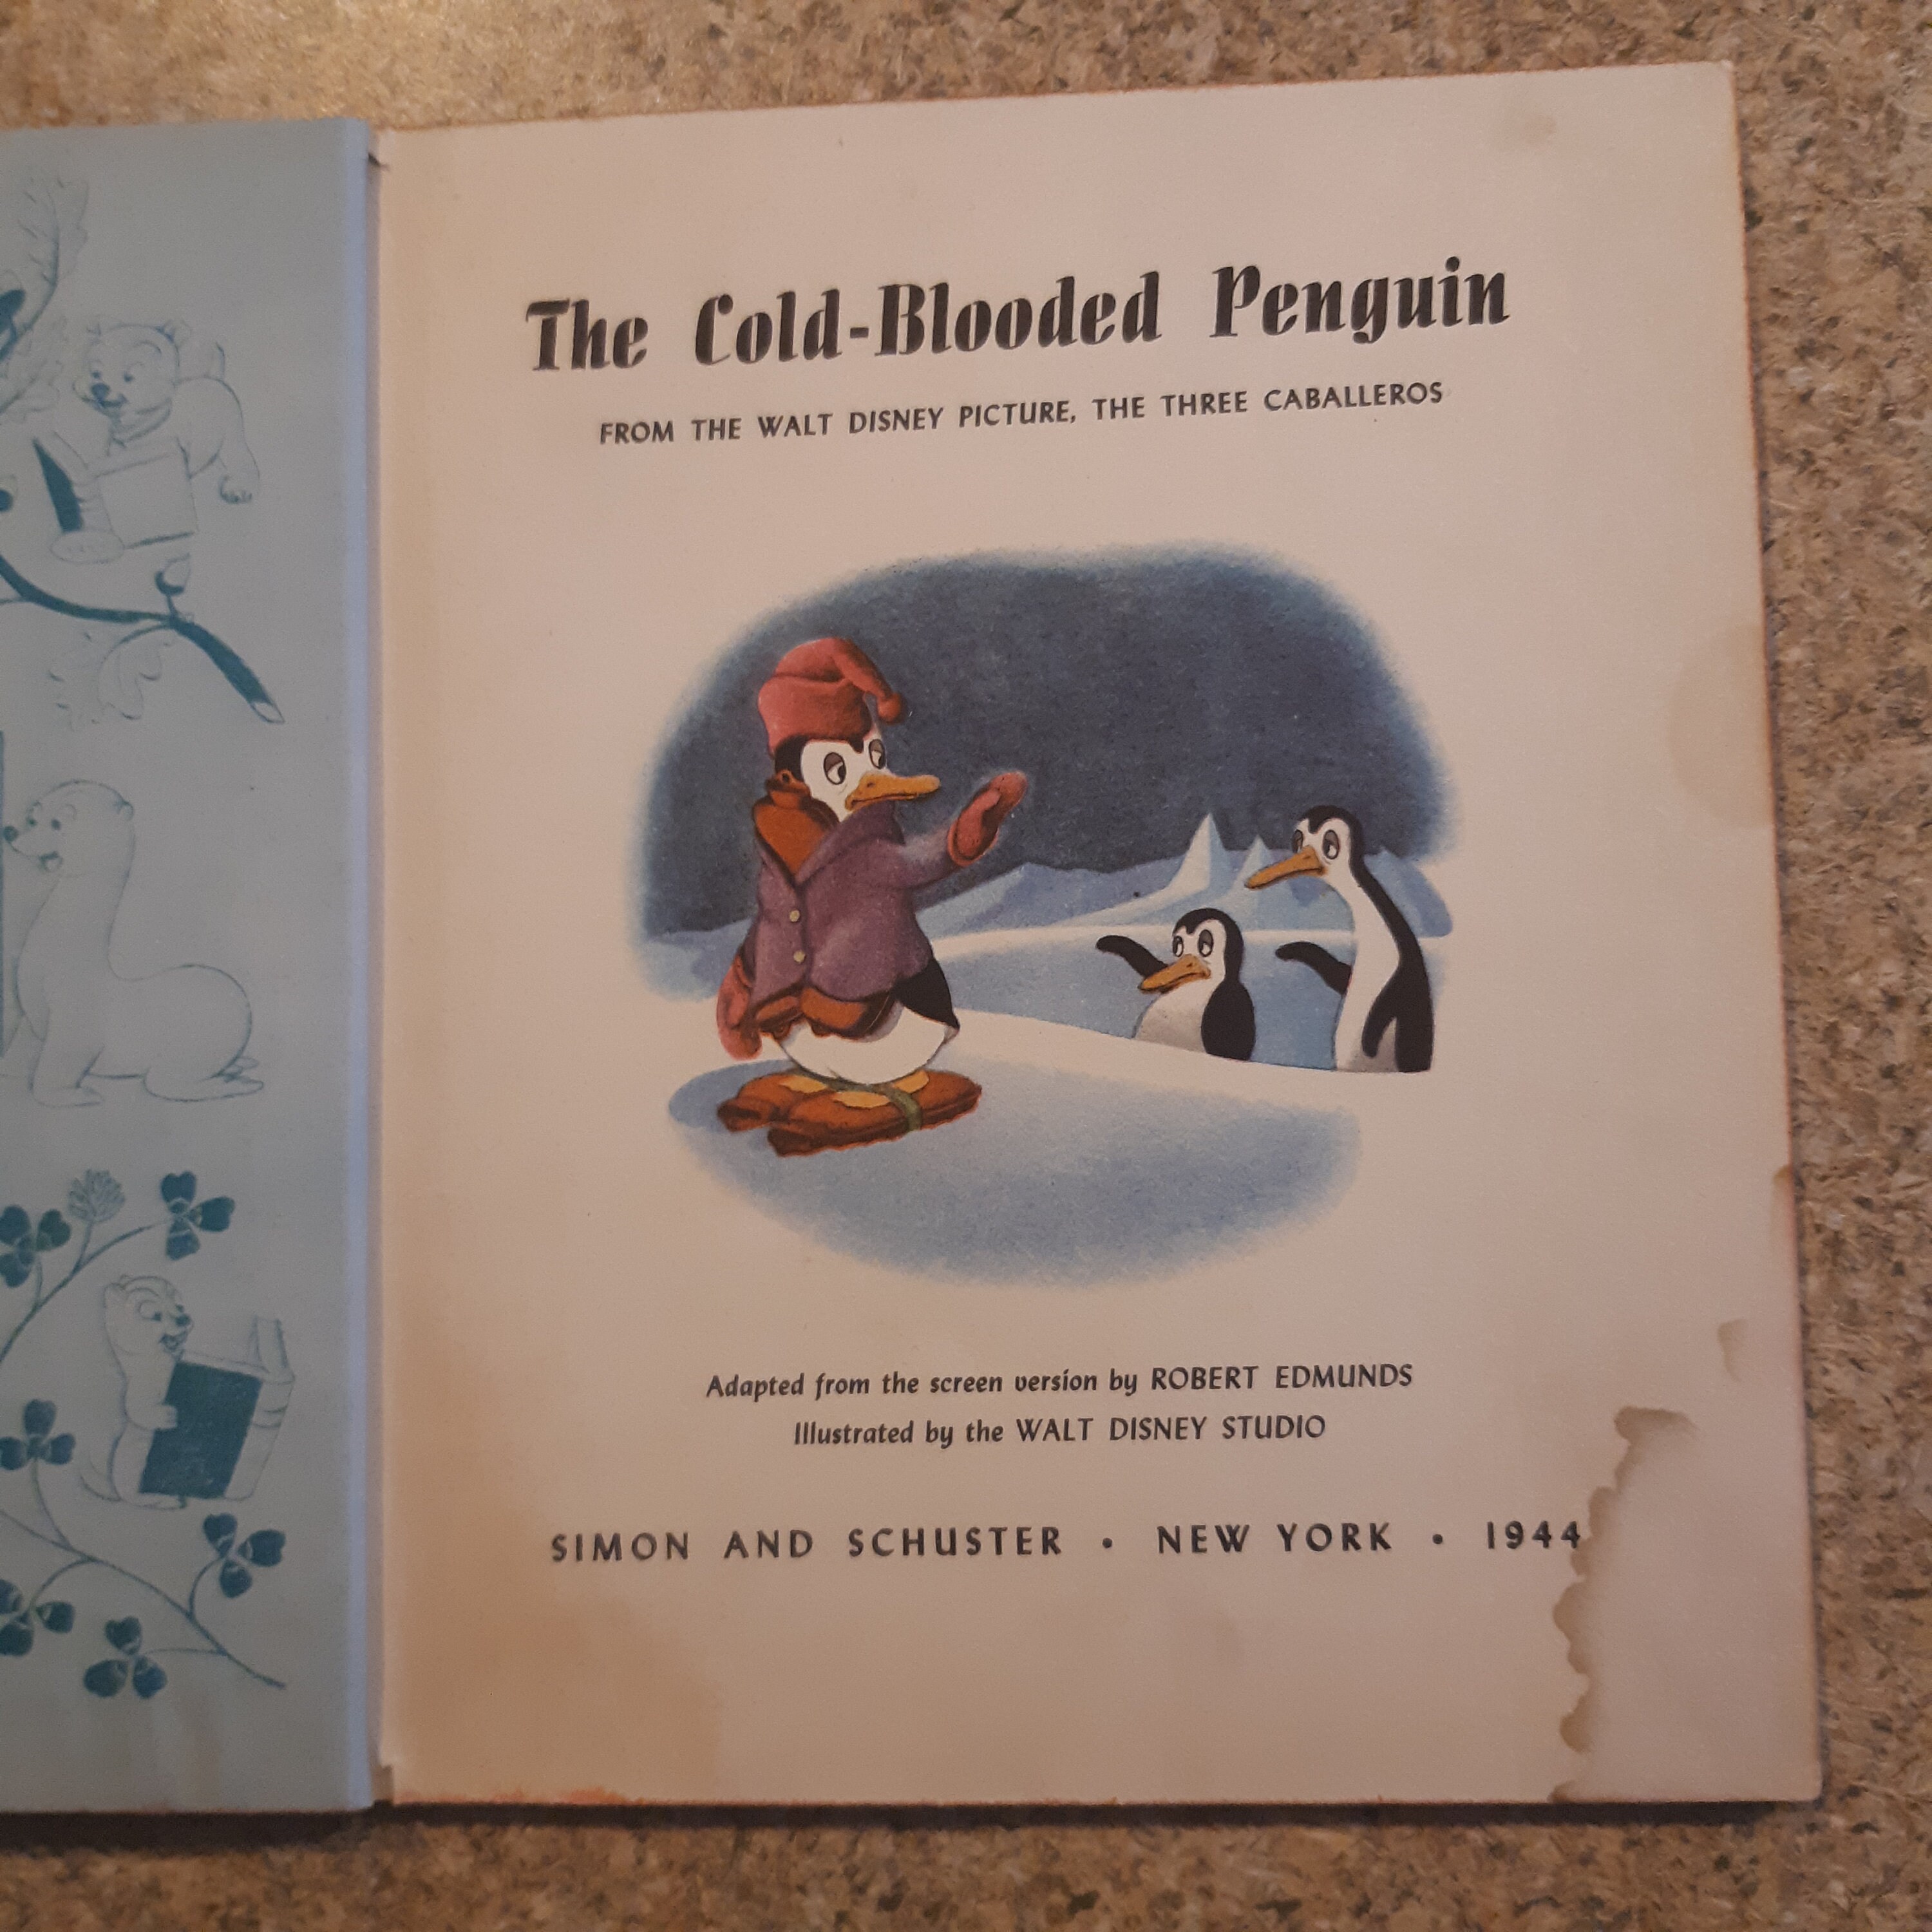 The Cold-Blooded Penguin
FROM THE WALT DISNEY PICTURE, THE THREE CABALLEROS
Adapted from the screen version by ROBERT EDMUNDS
Illustrated by the WALT DISNEY STUDIO
SIMON AND SCHUSTER • NEW YORK • 1944